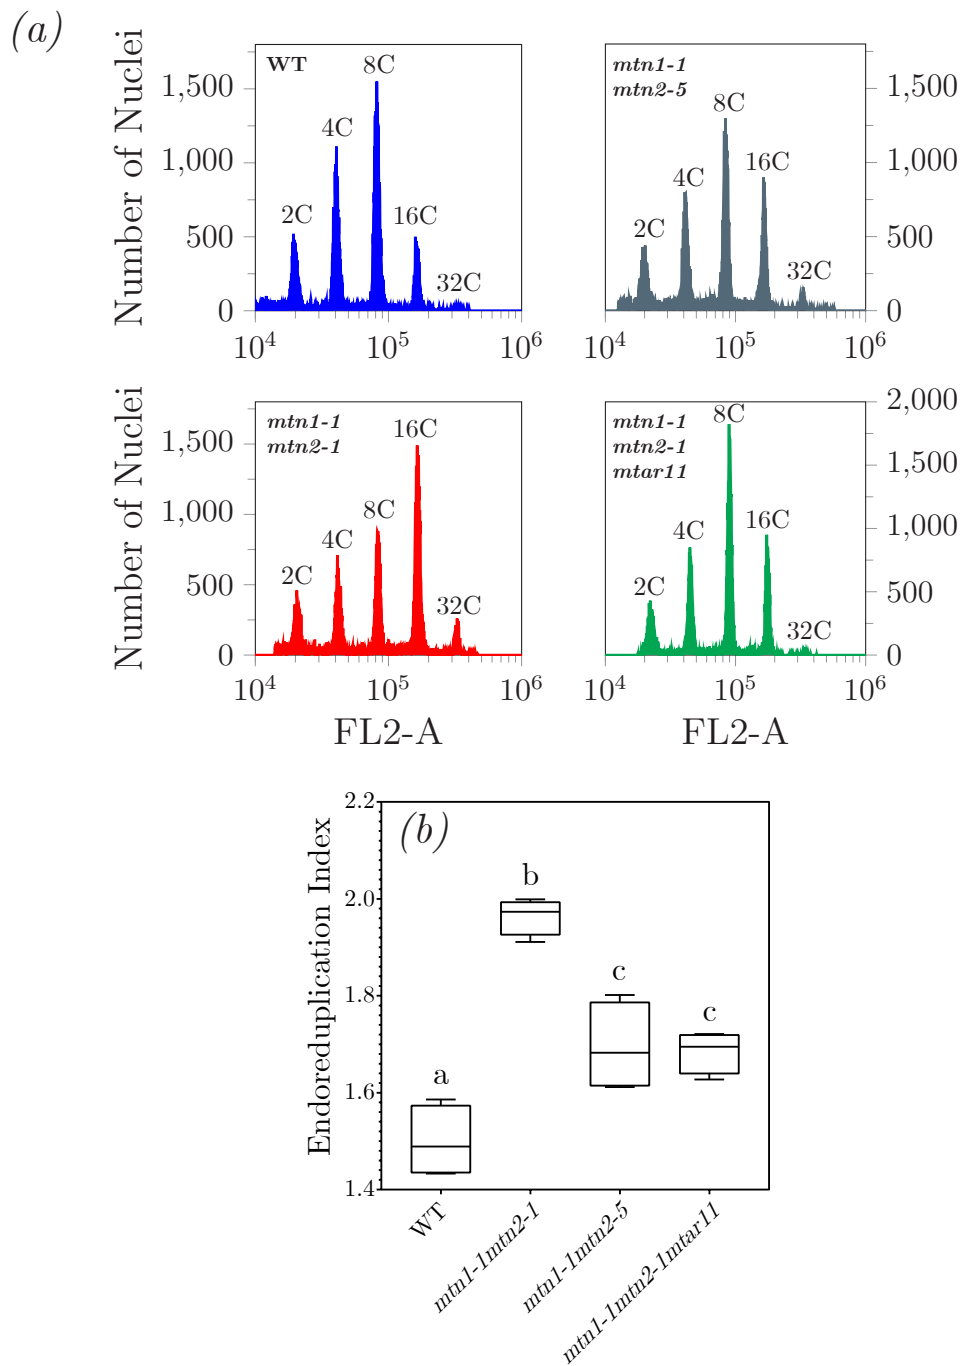 (a)
Number of Nuclei
1,500
1,000
500
0
WT
2C
4C
8C
16C
32C
10^4
10^5
10^6
mtn1-1
mtn2-5
2C
4C
8C
16C
32C
1,500
1,000
500
0
10^4
10^5
10^6
Number of Nuclei
1,500
1,000
500
0
mtn1-1
mtn2-1
2C
4C
8C
16C
32C
10^4
10^5
10^6
FL2-A
mtn1-1
mtn2-1
mtar11
2C
4C
8C
16C
32C
2,000
1,500
1,000
500
0
10^4
10^5
10^6
FL2-A
(b)
Endoreduplication Index
2.2
2.0
1.8
1.6
1.4
a
b
c
c
WT
mtn1-1mtn2-1
mtn1-1mtn2-5
mtn1-1mtn2-1mtar11